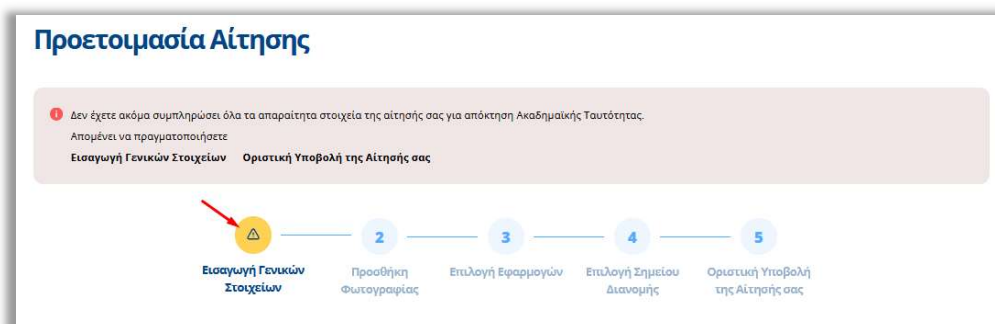 Προετοιμασία Αίτησης
Δεν έχετε ακόμα συμπληρώσει όλα τα απαραίτητα στοιχεία της αίτησής σας για απόκτηση Ακαδημαϊκής Ταυτότητας.
Απομένει να πραγματοποιήσετε
Εισαγωγή Γενικών Στοιχείων Οριστική Υποβολή της Αίτησής σας
2 3 4 5
Εισαγωγή Γενικών Στοιχείων
Προσθήκη Φωτογραφίας
Επιλογή Εφαρμογών
Επιλογή Σημείου Διανομής
Οριστική Υποβολή της Αίτησής σας